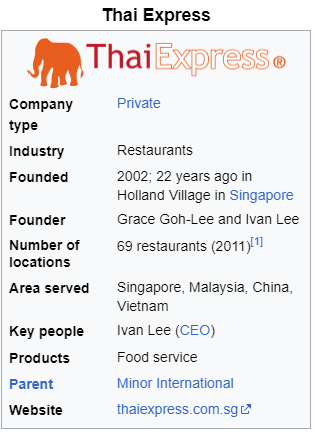 Thai Express
ThaiExpress®
Company type Private
Industry Restaurants
Founded 2002; 22 years ago in
Holland Village in Singapore
Founder Grace Goh-Lee and Ivan Lee
Number of locations 69 restaurants (2011)[1]
Area served Singapore, Malaysia, China,
Vietnam
Key people Ivan Lee (CEO)
Products Food service
Parent Minor International
Website thaiexpress.com.sg